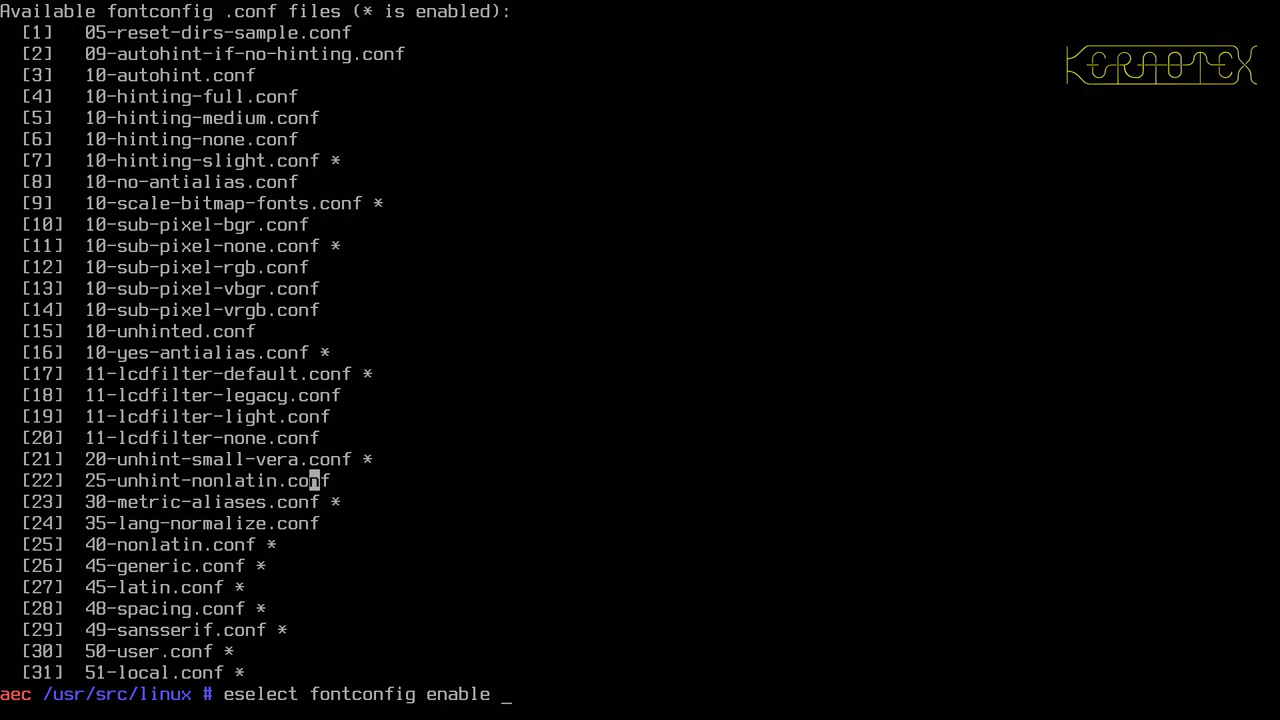 Available fontconfig .conf files (* is enabled):
KERNOTEX
[1] 05-reset-dirs-sample.conf
[2] 09-autohint-if-no-hinting.conf
[3] 10-autohint.conf
[4] 10-hinting-full.conf
[5] 10-hinting-medium.conf
[6] 10-hinting-none.conf
[7] 10-hinting-slight.conf *
[8] 10-no-antialias.conf
[9] 10-scale-bitmap-fonts.conf *
[10] 10-sub-pixel-bgr.conf
[11] 10-sub-pixel-none.conf *
[12] 10-sub-pixel-rgb.conf
[13] 10-sub-pixel-vbgr.conf
[14] 10-sub-pixel-vrgb.conf
[15] 10-unhinted.conf
[16] 10-yes-antialias.conf *
[17] 11-lcdfilter-default.conf *
[18] 11-lcdfilter-legacy.conf
[19] 11-lcdfilter-light.conf
[20] 11-lcdfilter-none.conf
[21] 20-unhint-small-vera.conf *
[22] 25-unhint-nonlatin.conf
[23] 30-metric-aliases.conf *
[24] 35-lang-normalize.conf
[25] 40-nonlatin.conf *
[26] 45-generic.conf *
[27] 45-latin.conf *
[28] 48-spacing.conf *
[29] 49-sansserif.conf *
[30] 50-user.conf *
[31] 51-local.conf *
aec /usr/src/linux # eselect fontconfig enable _